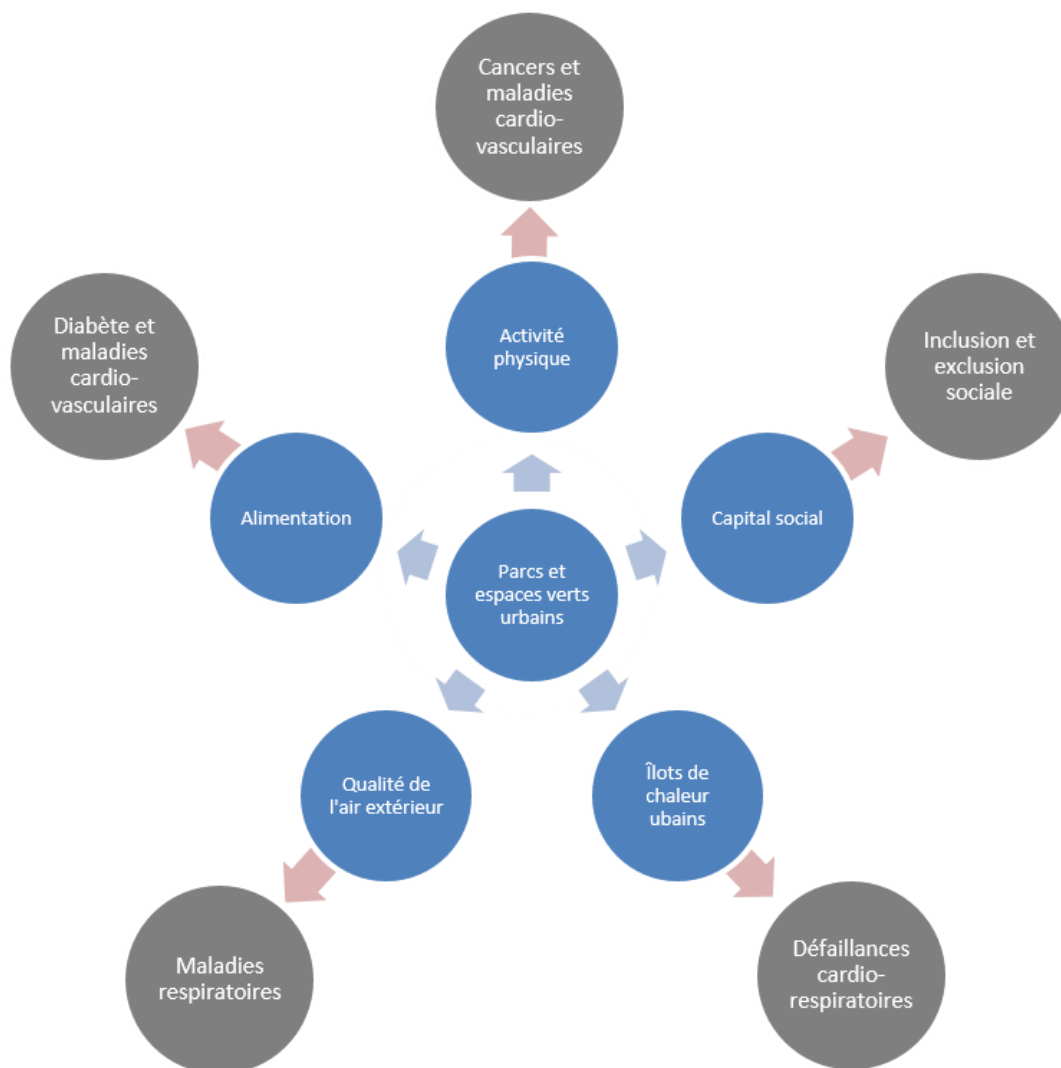 Cancers et
maladies
cardio-
vasculaires
Diabète et
maladies
cardio-
vasculaires
Activité
physique
Inclusion et
exclusion
sociale
Alimentation
Capital social
Parcs et
espaces verts
urbains
Qualité de
l'air extérieur
Îlots de
chaleur
ubains
Maladies
respiratoires
Défaillances
cardio-
respiratoires